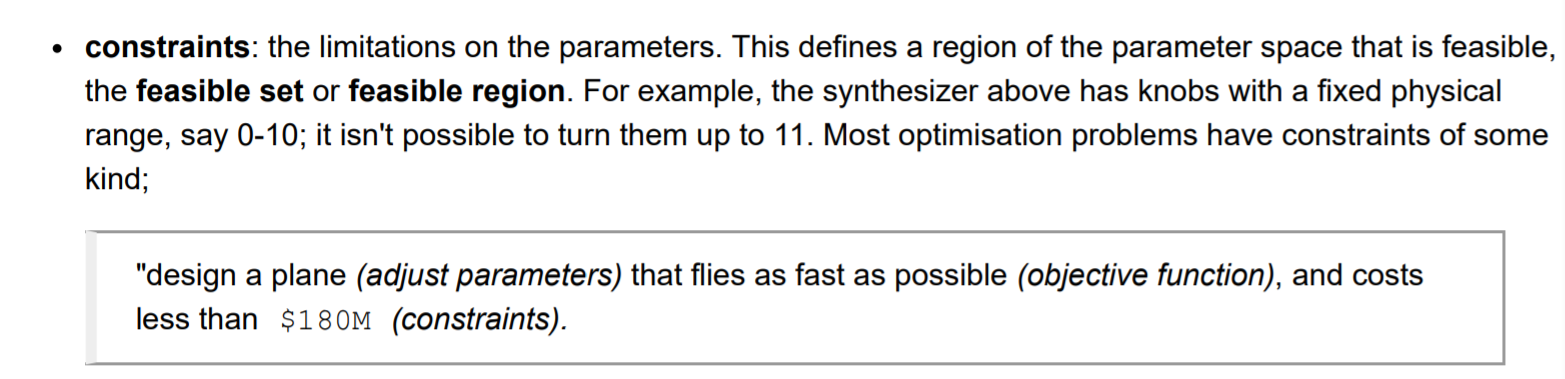 • constraints: the limitations on the parameters. This defines a region of the parameter space that is feasible,
the feasible set or feasible region. For example, the synthesizer above has knobs with a fixed physical
range, say 0-10; it isn't possible to turn them up to 11. Most optimisation problems have constraints of some
kind;
"design a plane (adjust parameters) that flies as fast as possible (objective function), and costs
less than $180M (constraints).